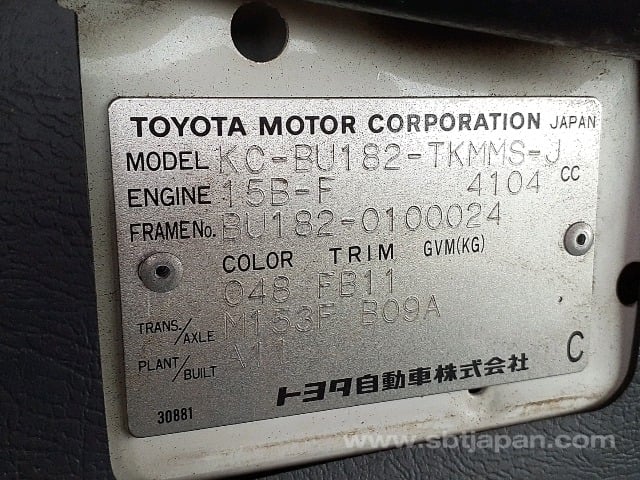 TOYOTA MOTOR CORPORATION JAPAN
MODEL KC-BU182-TKMMS-J
ENGINE 15B-F 4104 CC
FRAME No. BU182-0100024
COLOR TRIM GVM(KG)
048 FB11
TRANS./AXLE M153F B09A
PLANT/BUILT A11
C
トヨタ自動車株式会社
30881
www.sbtjapan.com